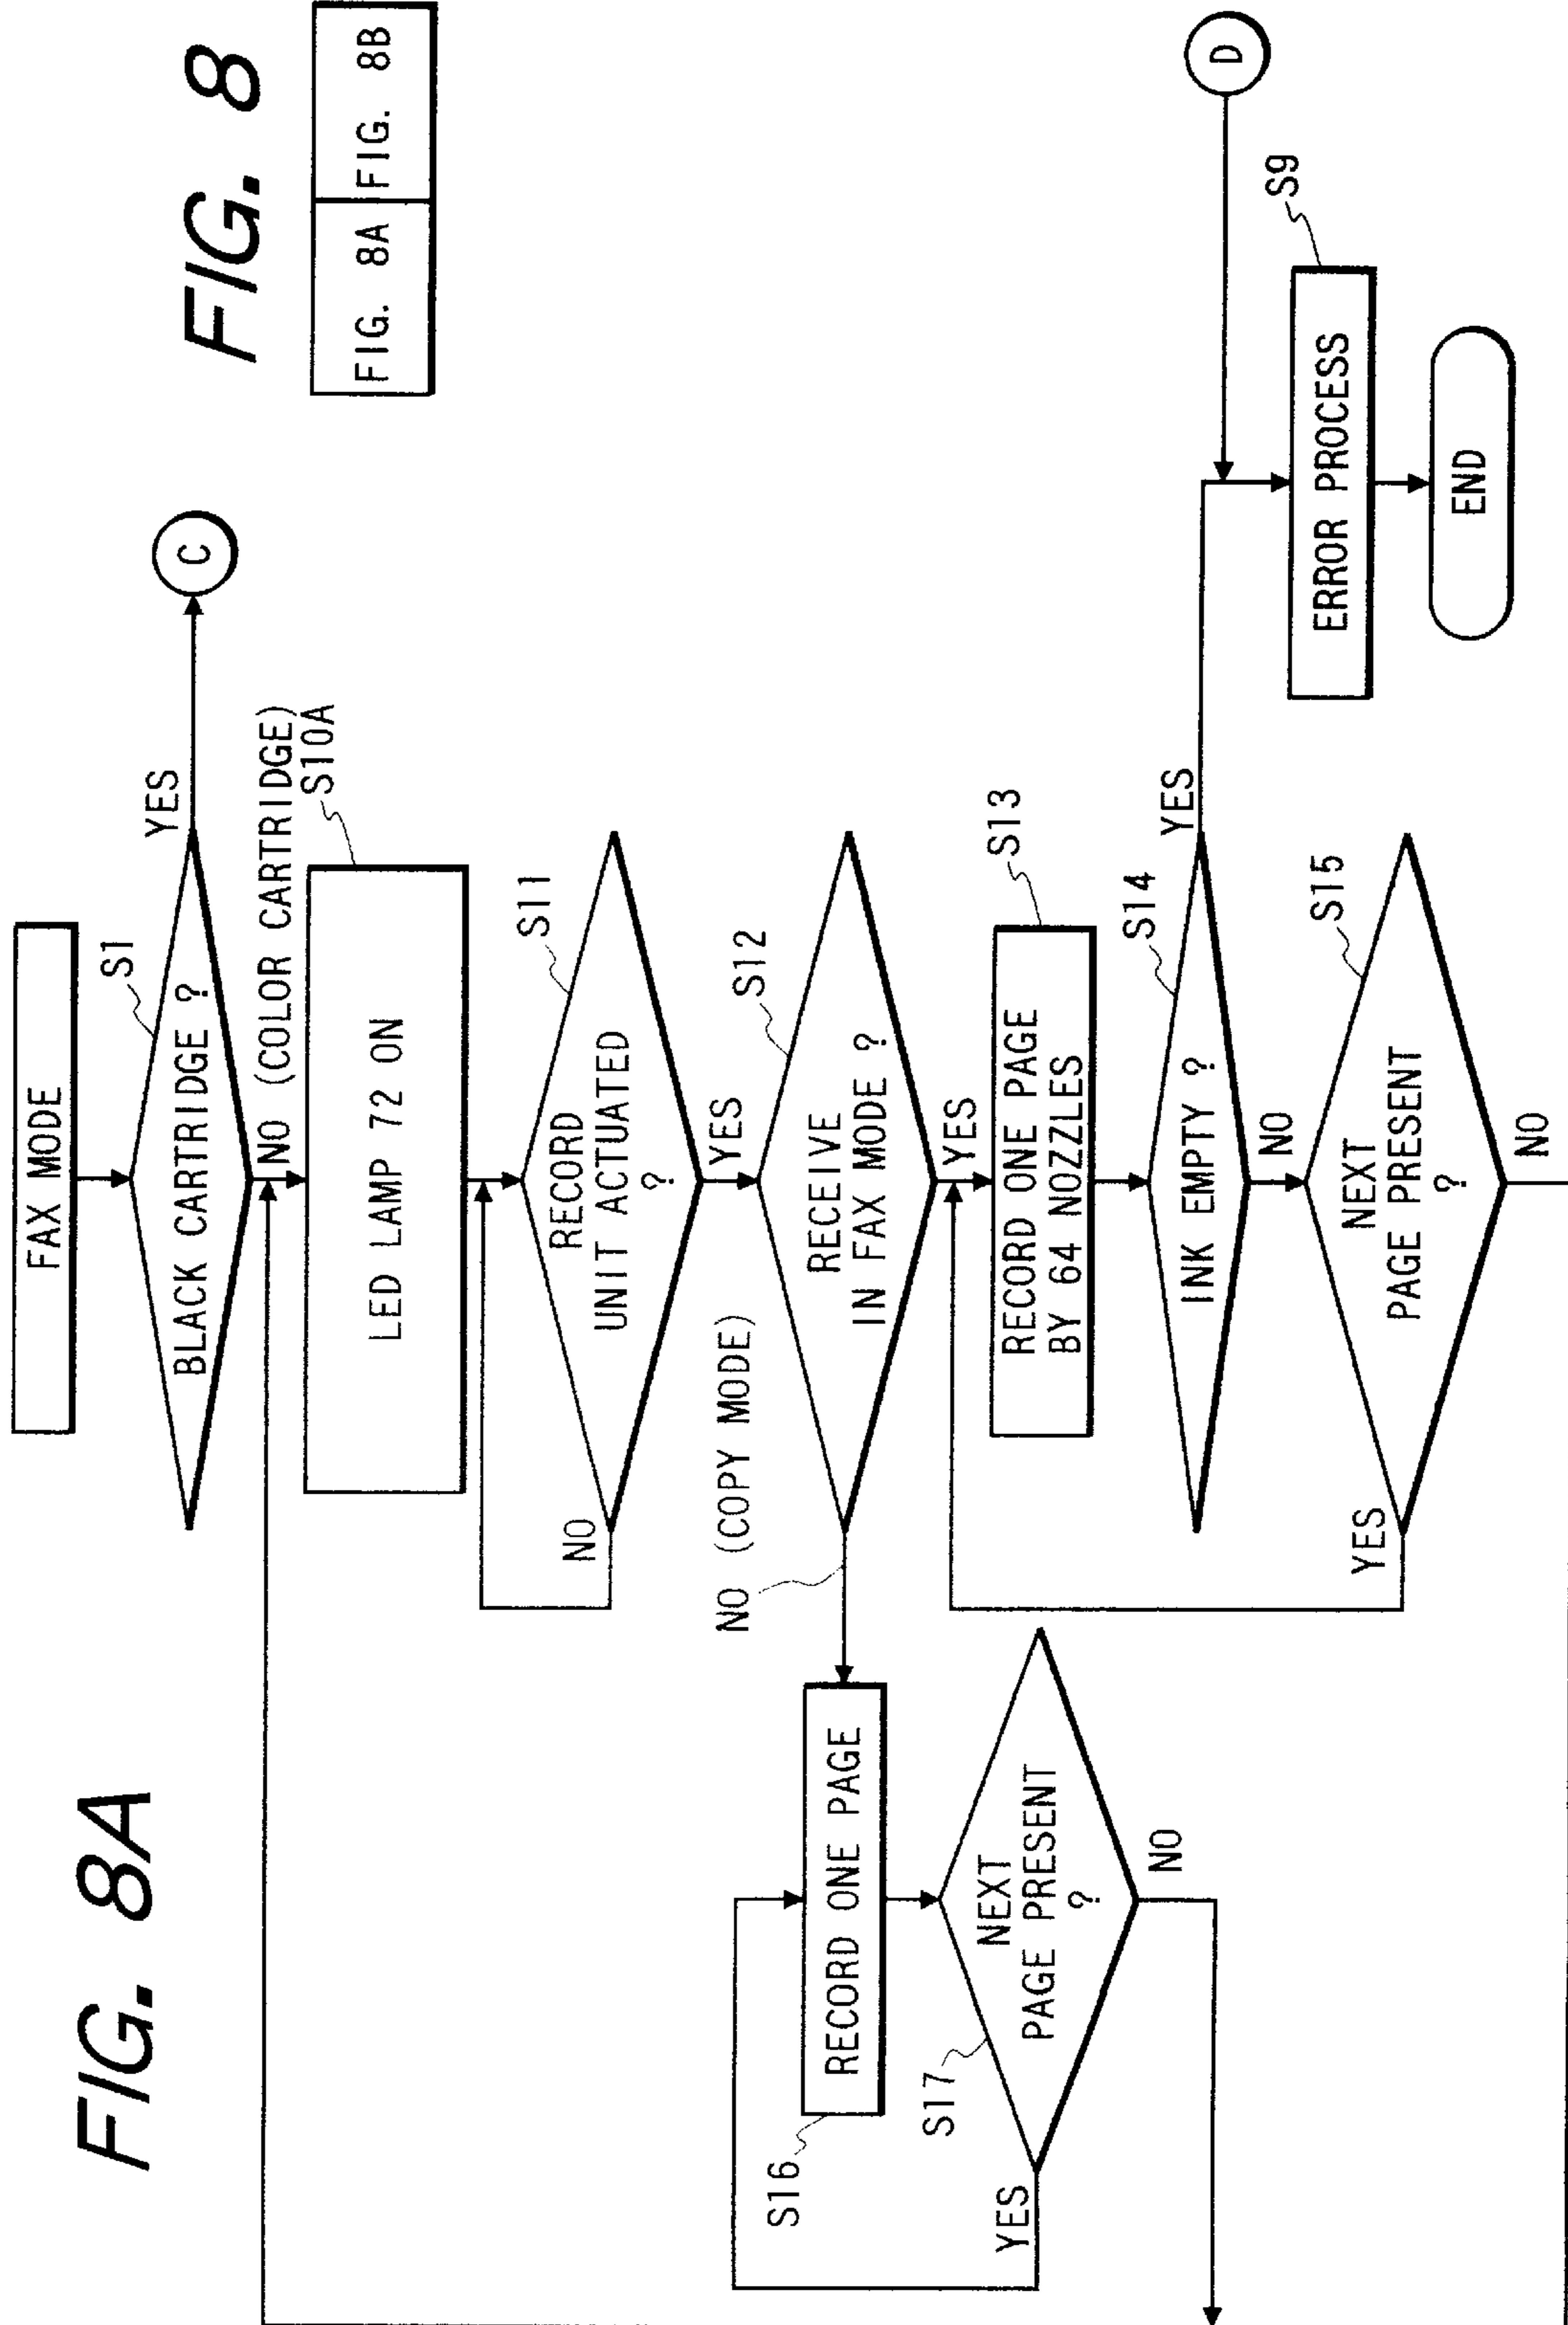 FIG. 8A
FIG. 8
FIG. 8A
FIG. 8B
FAX MODE
S1
BLACK CARTRIDGE ?
YES
C
NO (COLOR CARTRIDGE)
S10A
LED LAMP 72 ON
S11
RECORD
UNIT ACTUATED
?
NO
YES
S12
RECEIVE
IN FAX MODE ?
NO (COPY MODE)
YES
S16
RECORD ONE PAGE
S17
NEXT
PAGE PRESENT
?
YES
NO
S13
RECORD ONE PAGE
BY 64 NOZZLES
S14
INK EMPTY ?
YES
NO
S15
NEXT
PAGE PRESENT
?
YES
NO
D
S9
ERROR PROCESS
END